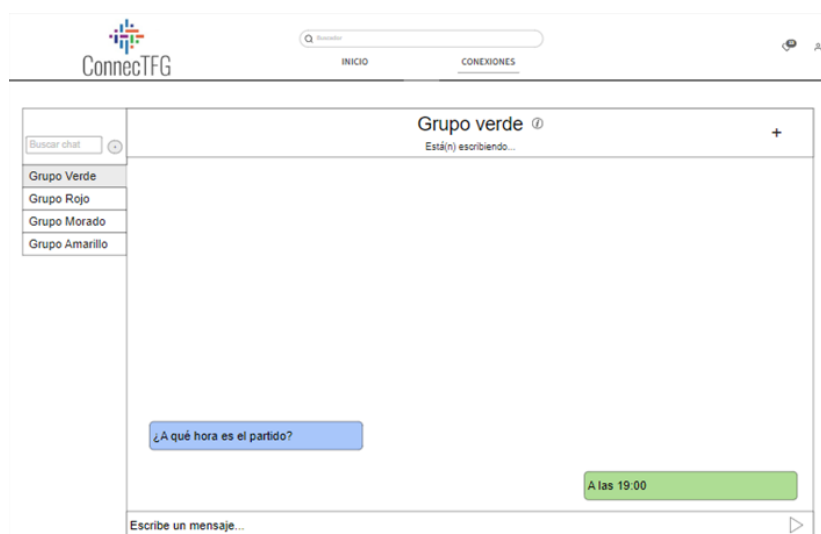 ConnecTFG
Buscador
INICIO
CONEXIONES
Buscar chat
Grupo verde
Está(n) escribiendo...
+
Grupo Verde
Grupo Rojo
Grupo Morado
Grupo Amarillo
¿A qué hora es el partido?
A las 19:00
Escribe un mensaje...